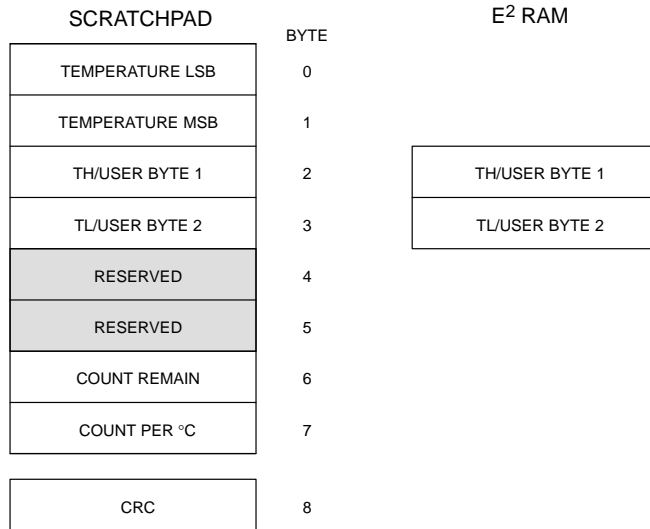 SCRATCHPAD
BYTE
E² RAM
TEMPERATURE LSB 0
TEMPERATURE MSB 1
TH/USER BYTE 1 2 TH/USER BYTE 1
TL/USER BYTE 2 3 TL/USER BYTE 2
RESERVED 4
RESERVED 5
COUNT REMAIN 6
COUNT PER °C 7
CRC 8